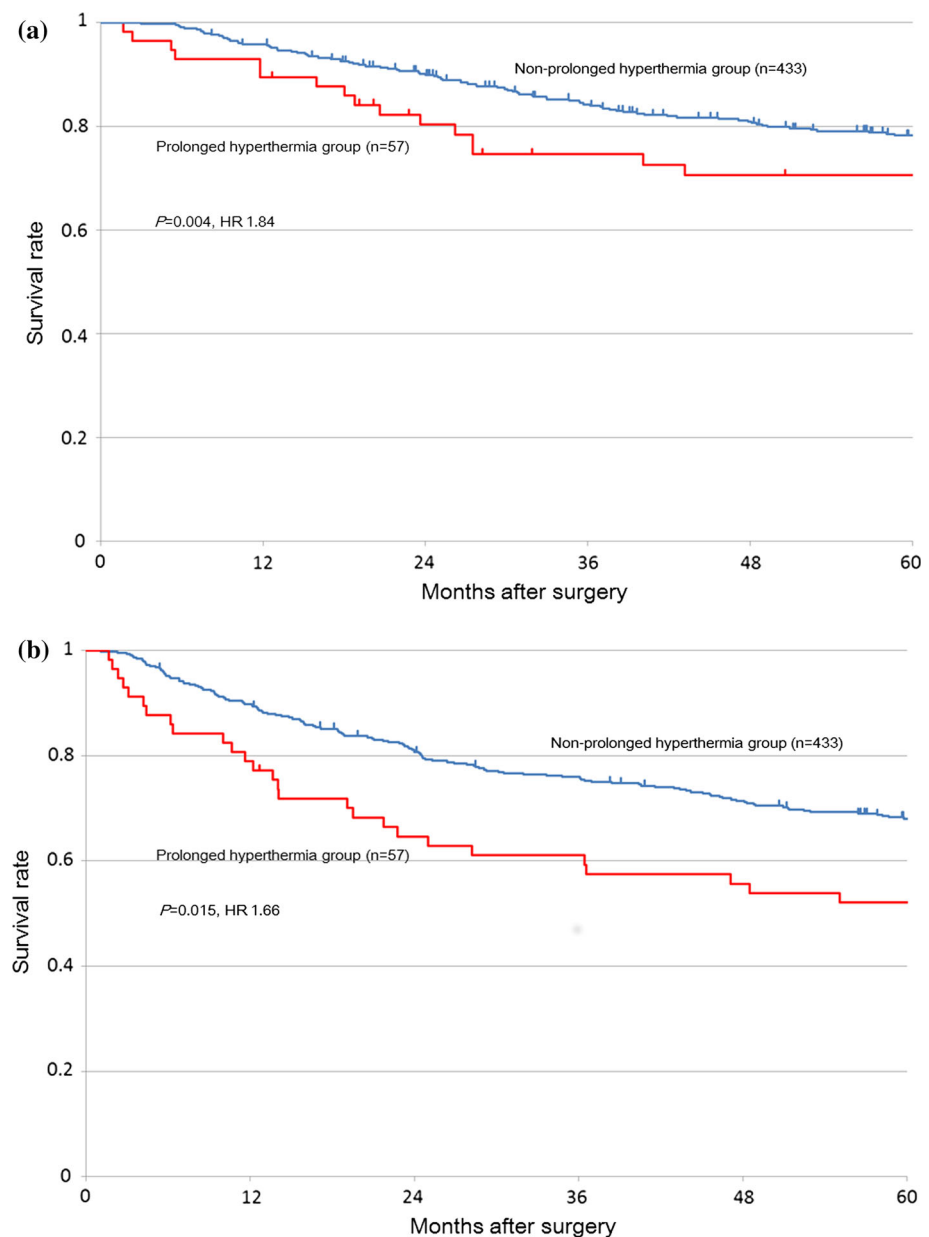 (a)
1
Non-prolonged hyperthermia group (n=433)
0.8
Prolonged hyperthermia group (n=57)
P=0.004, HR 1.84
0.6
Survival rate
0.4
0.2
0
0 12 24 36 48 60
Months after surgery
(b)
1
Non-prolonged hyperthermia group (n=433)
0.8
Prolonged hyperthermia group (n=57)
0.6
P=0.015, HR 1.66
Survival rate
0.4
0.2
0
0 12 24 36 48 60
Months after surgery